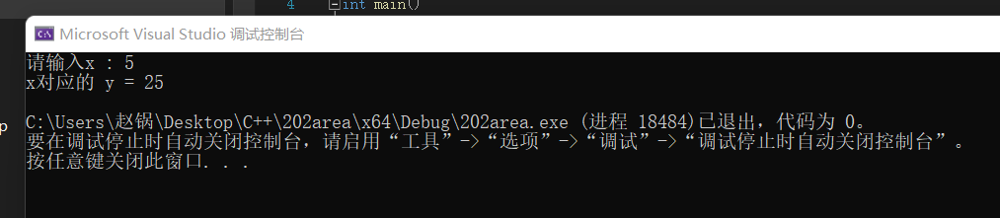 4 int main()
Microsoft Visual Studio 调试控制台
请输入x : 5
x对应的 y = 25
p
C:\Users\赵锅\Desktop\C++\202area\x64\Debug\202area.exe (进程 18484)已退出，代码为 0。
要在调试停止时自动关闭控制台，请启用“工具”->“选项”->“调试”->“调试停止时自动关闭控制台”。
按任意键关闭此窗口. . .